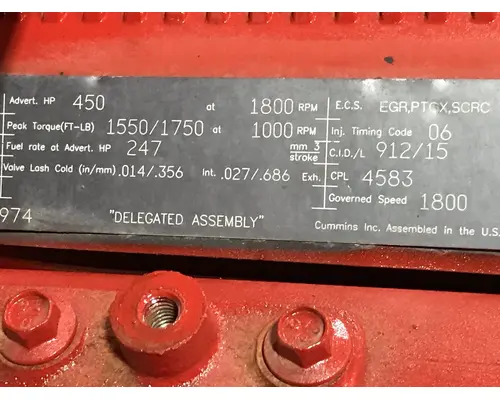 Advert. HP 450 at 1800 RPM
Peak Torque(FT-LB) 1550/1750 at 1000 RPM
Fuel rate at Advert. HP 247 mm 3 stroke
Valve Lash Cold (in/mm) .014/.356 Int. .027/.686 Exh.
974 "DELEGATED ASSEMBLY"
E.C.S. EGR,PTCX,SCRC
Inj. Timing Code 06
C.I.D./L 912/15
CPL 4583
Governed Speed 1800
Cummins Inc. Assembled in the U.S.